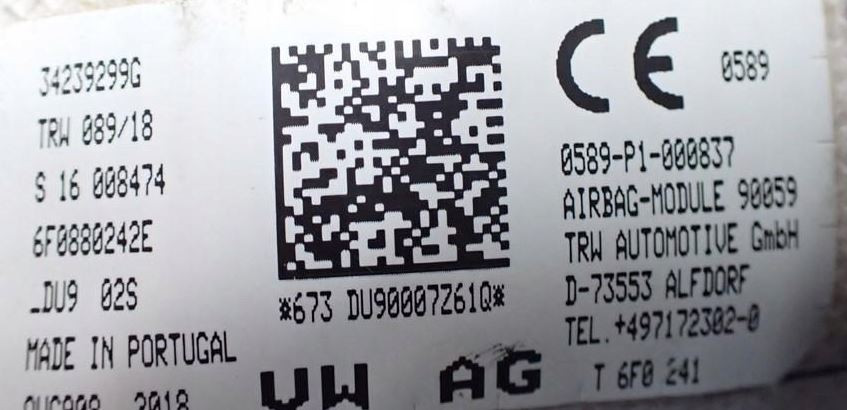 34239299G
TRW 089/18
S 16 008474
6F0880242E
_DU9 02S
MADE IN PORTUGAL
2018
*673 DU90007Z61Q*
VW AG
CE 0589
0589-P1-000837
AIRBAG-MODULE 90059
TRW AUTOMOTIVE GmbH
D-73553 ALFDORF
TEL.+497172302-0
T 6F0 241